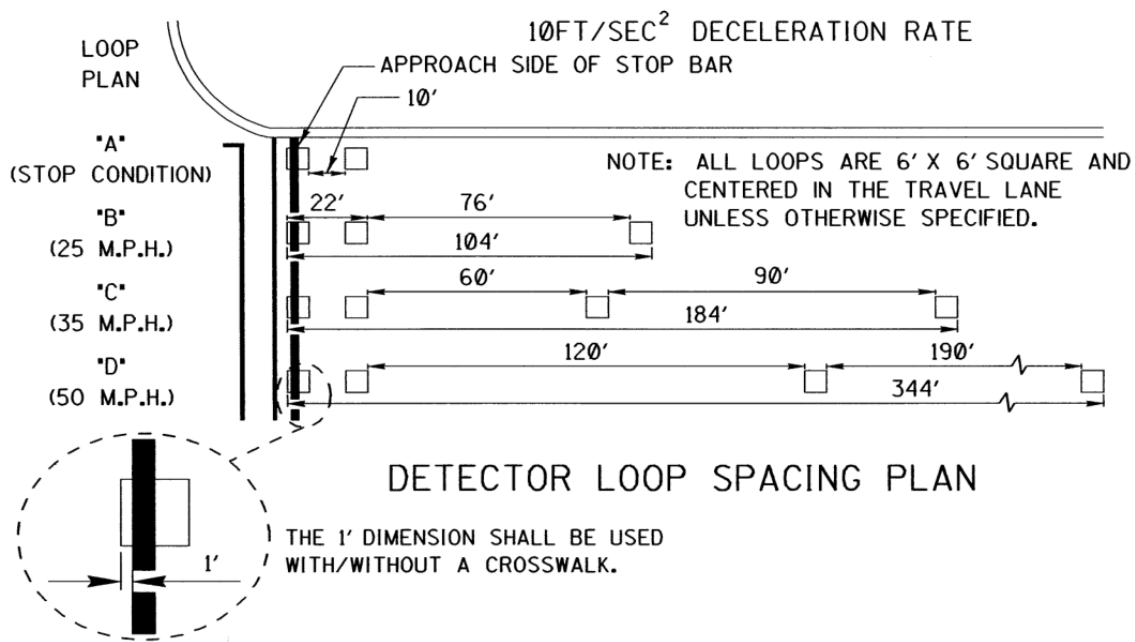 10FT/SEC² DECELERATION RATE
LOOP
PLAN
APPROACH SIDE OF STOP BAR
10'
"A"
(STOP CONDITION)
NOTE: ALL LOOPS ARE 6' X 6' SQUARE AND
CENTERED IN THE TRAVEL LANE
UNLESS OTHERWISE SPECIFIED.
22'
76'
"B"
(25 M.P.H.)
104'
60'
90'
"C"
(35 M.P.H.)
184'
120'
190'
"D"
(50 M.P.H.)
344'
DETECTOR LOOP SPACING PLAN
THE 1' DIMENSION SHALL BE USED
WITH/WITHOUT A CROSSWALK.
1'